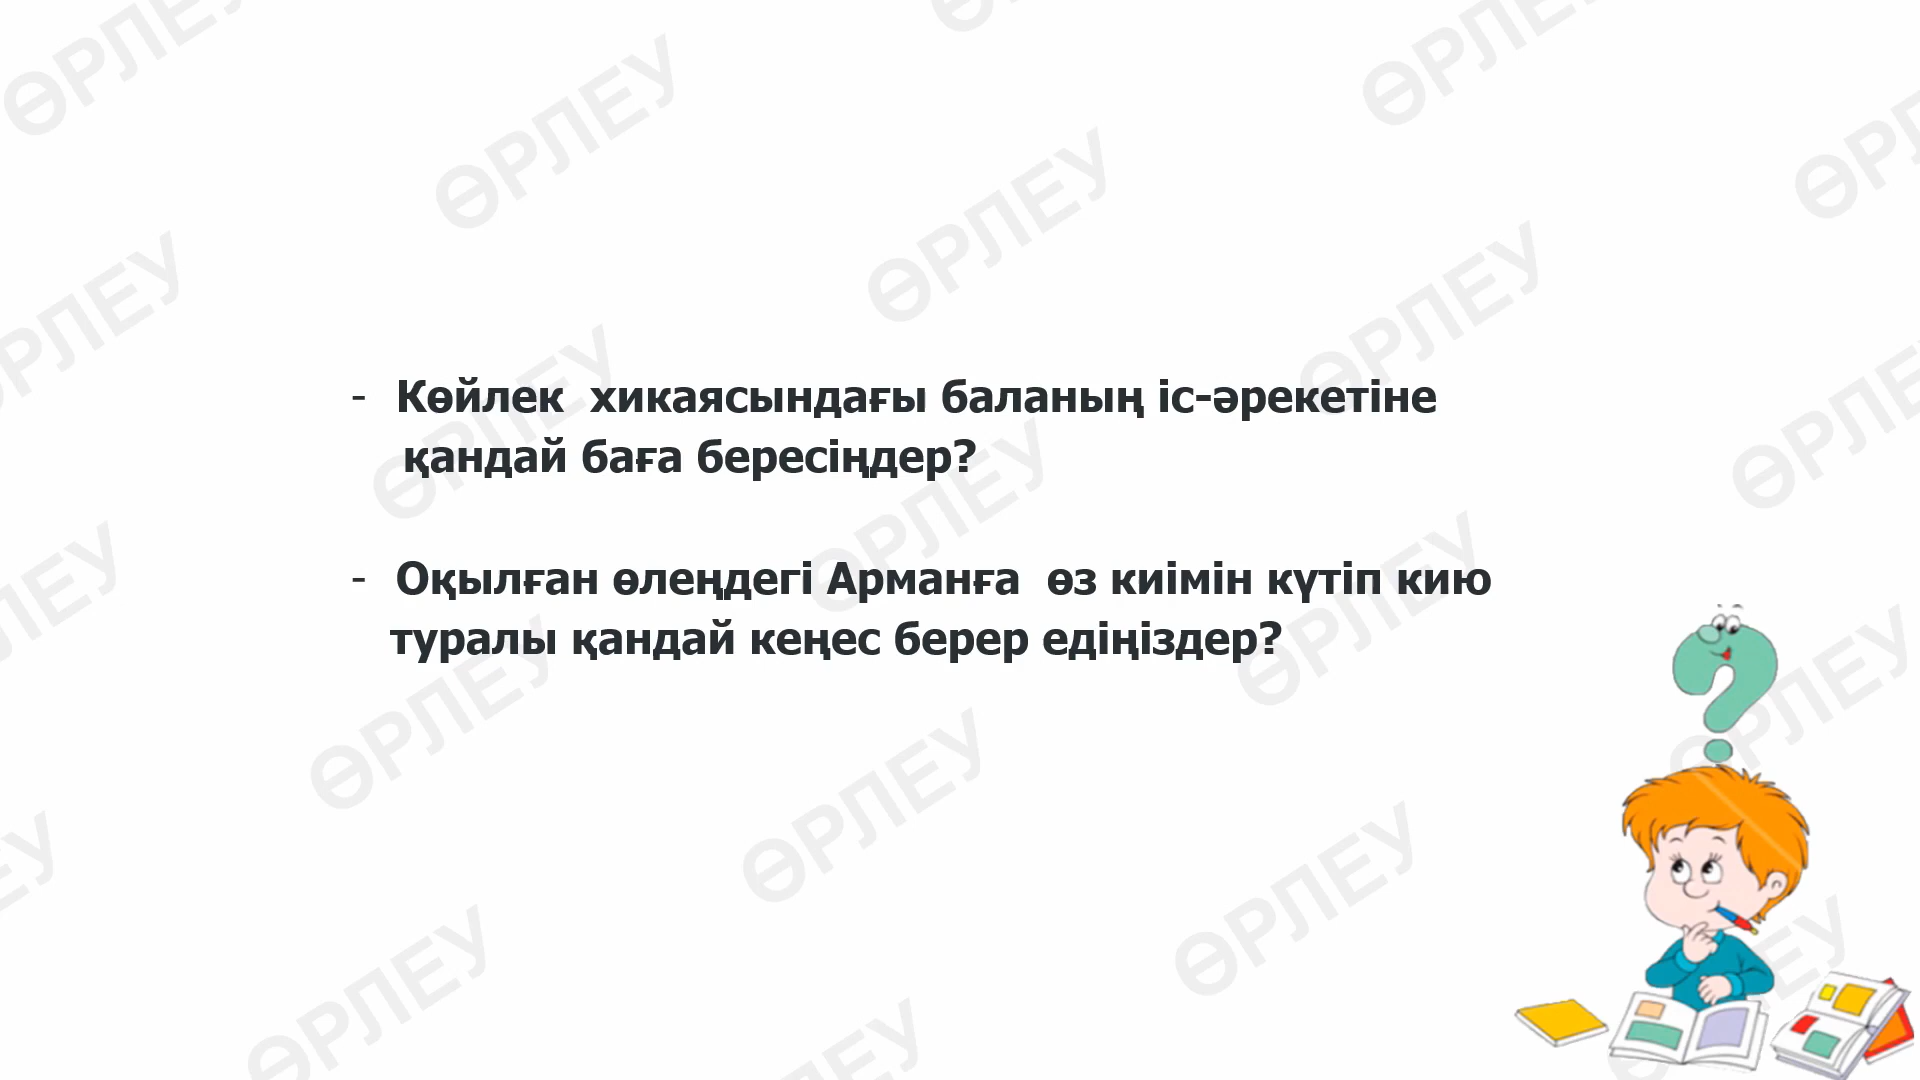 - Көйлек хикаясындағы баланың іс-әрекетіне
қандай баға бересіңдер?
- Оқылған өлеңдегі Арманға өз киімін күтіп кию
туралы қандай кеңес берер едіңіздер?
ӨРЛЕУ